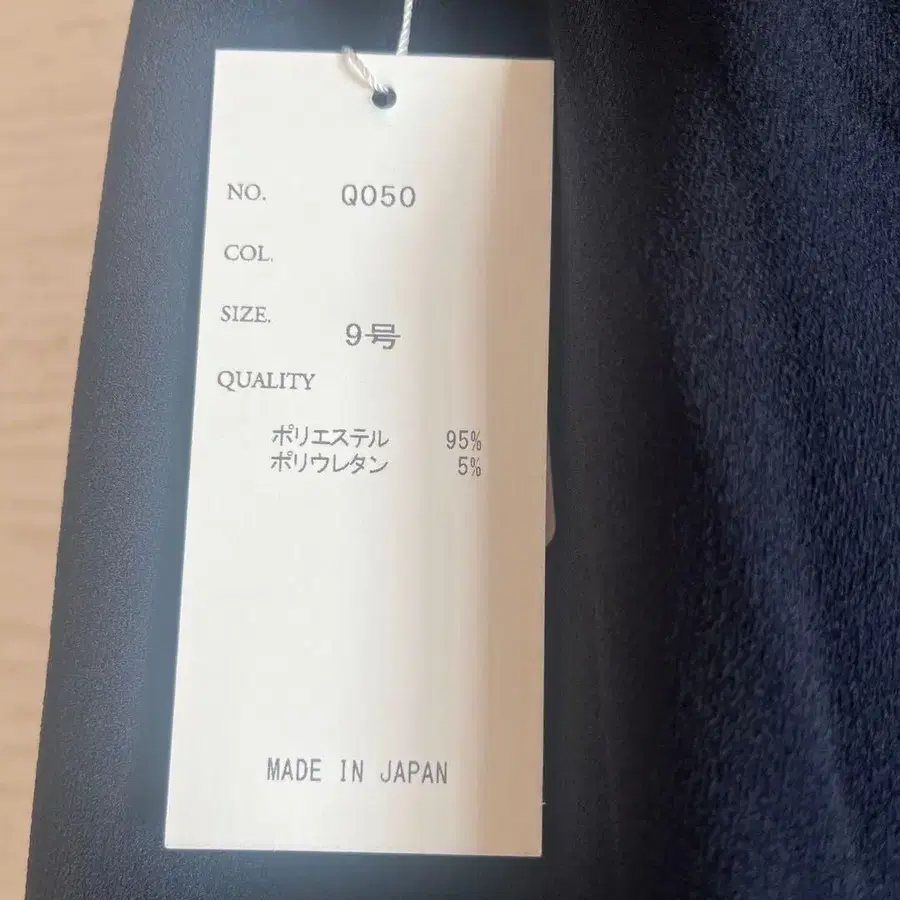 NO. Q050
COL.
SIZE.
9号
QUALITY
ポリエステル 95%
ポリウレタン 5%
MADE IN JAPAN